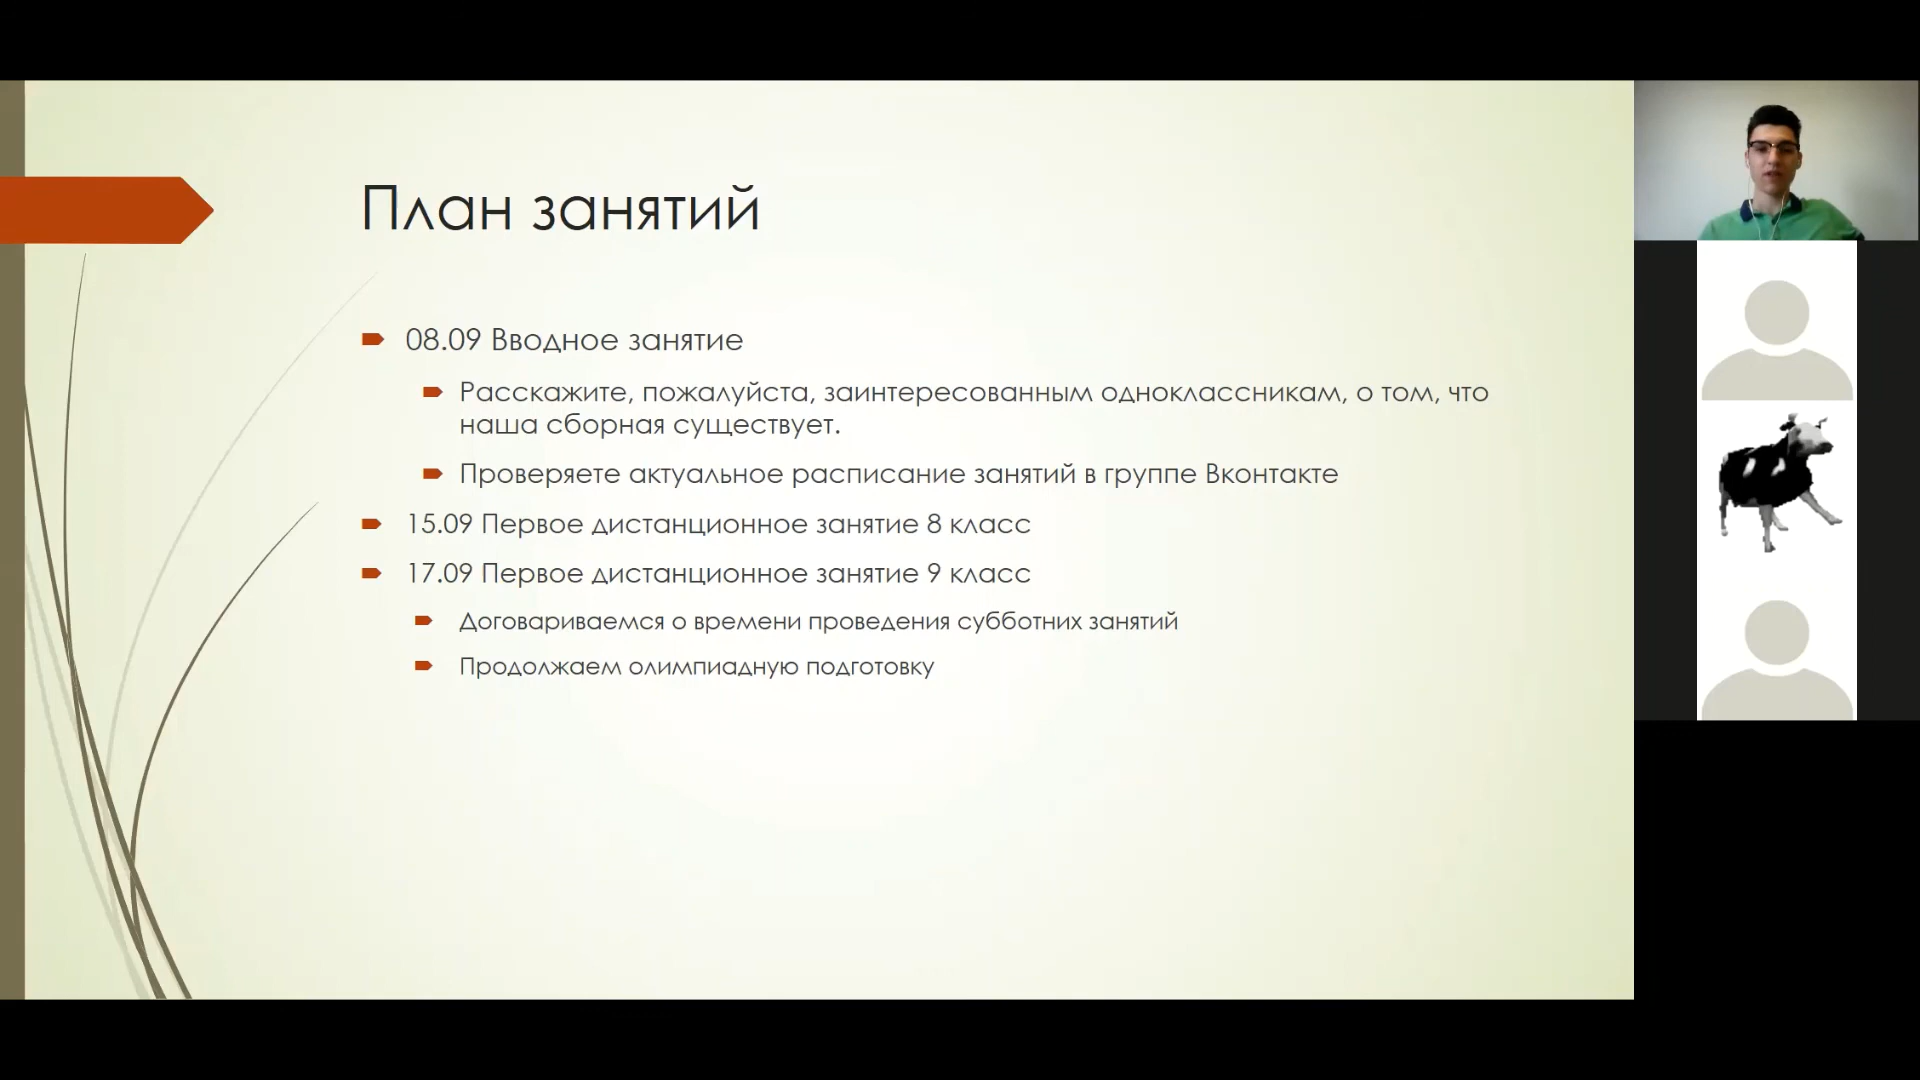 План занятий
08.09 Вводное занятие
Расскажите, пожалуйста, заинтересованным одноклассникам, о том, что
наша сборная существует.
Проверяете актуальное расписание занятий в группе Вконтакте
15.09 Первое дистанционное занятие 8 класс
17.09 Первое дистанционное занятие 9 класс
Договариваемся о времени проведения субботних занятий
Продолжаем олимпиадную подготовку